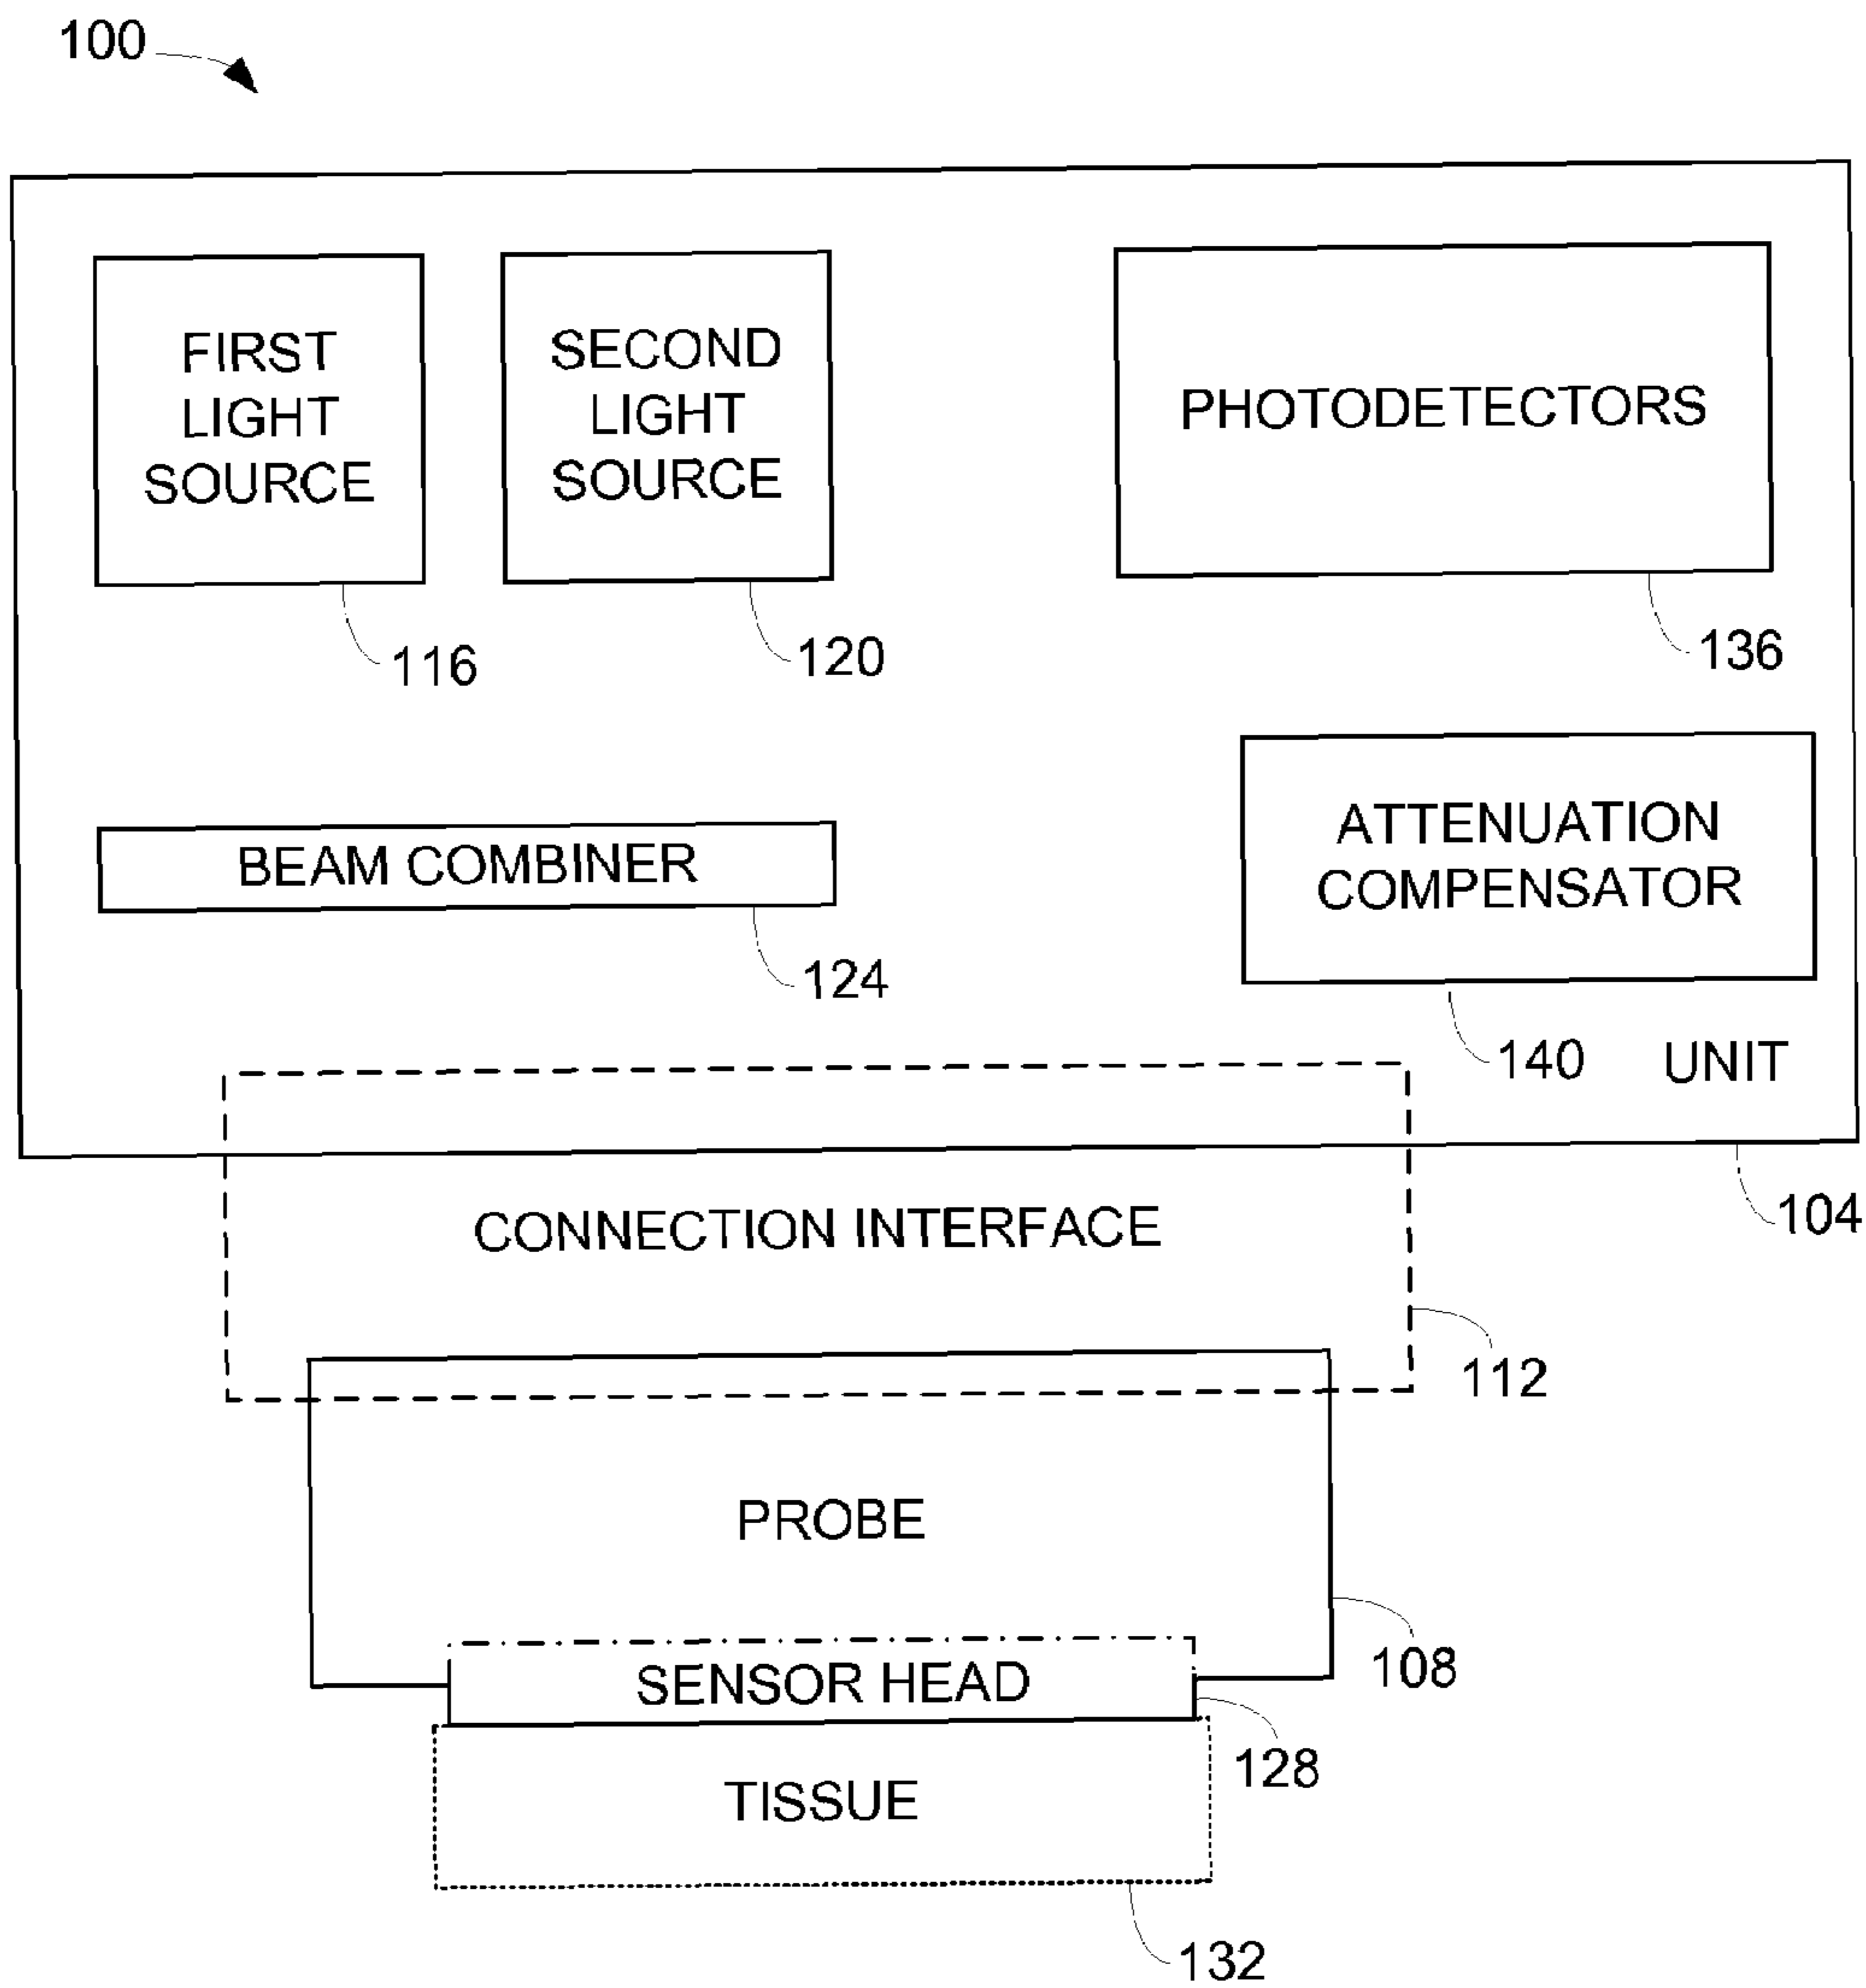 100
FIRST
LIGHT
SOURCE
SECOND
LIGHT
SOURCE
PHOTODETECTORS
116
120
136
BEAM COMBINER
ATTENUATION
COMPENSATOR
124
140
UNIT
104
CONNECTION INTERFACE
112
PROBE
108
SENSOR HEAD
128
TISSUE
132